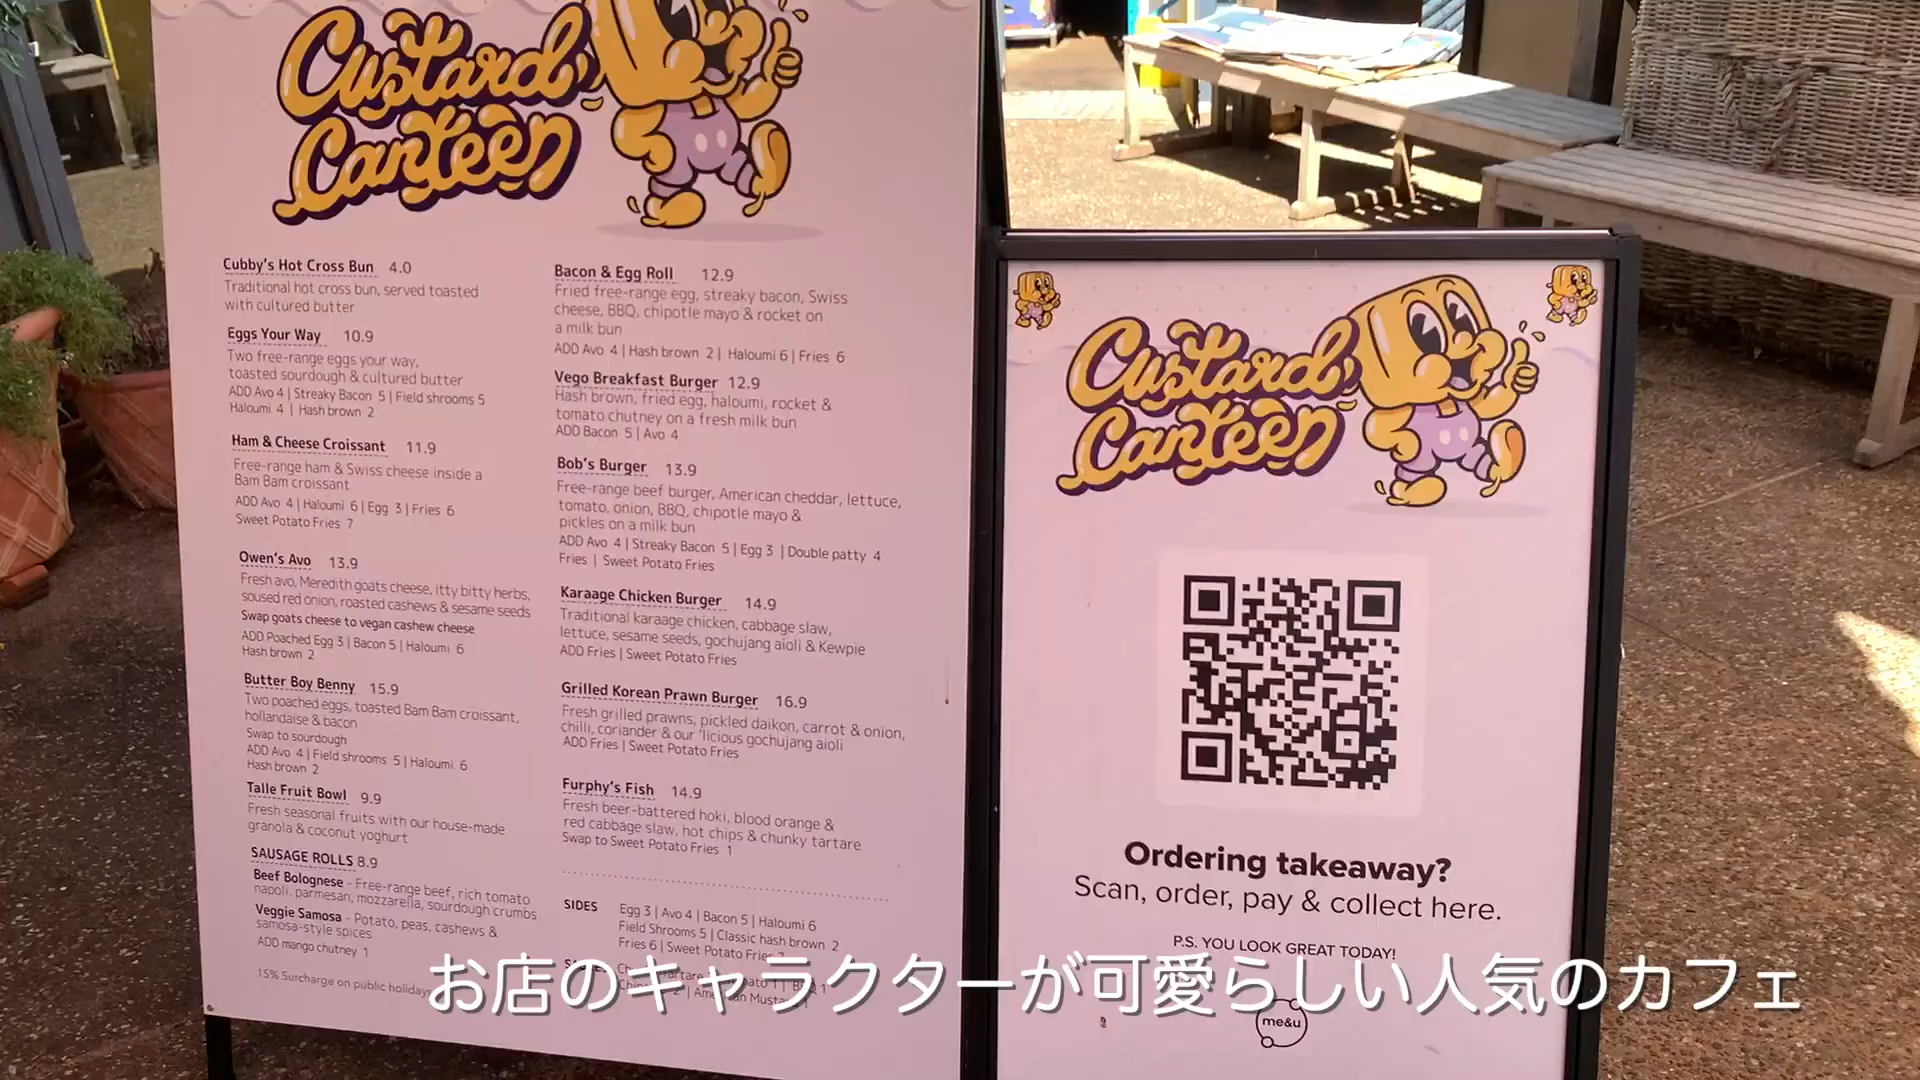 Custard
Canteen
Cubby's Hot Cross Bun 4.0
Traditional hot cross bun, served toasted
with cultured butter
Eggs Your Way 10.9
Two free-range eggs your way,
toasted sourdough & cultured butter
ADD Avo 4 | Streaky Bacon 5 | Field shrooms 5
Haloumi 4 | Hash brown 2
Ham & Cheese Croissant 11.9
Free-range ham & Swiss cheese inside a
Bam Bam croissant
ADD Avo 4 | Haloumi 6 | Egg 3 | Fries 6
Sweet Potato Fries 7
Owen's Avo 13.9
Fresh avo, Meredith goats cheese, itty bitty herbs,
soused red onion, roasted cashews & sesame seeds
Swap goats cheese to vegan cashew cheese
ADD Poached Egg 3 | Bacon 5 | Haloumi 6
Hash brown 2
Butter Boy Benny 15.9
Two poached eggs, toasted Bam Bam croissant,
hollandaise & bacon
Swap to sourdough
ADD Avo 4 | Field shrooms 5 | Haloumi 6
Hash brown 2
Talle Fruit Bowl 9.9
Fresh seasonal fruits with our house-made
granola & coconut yoghurt
SAUSAGE ROLLS 8.9
Beef Bolognese - Free-range beef, rich tomato
napoli, parmesan, mozzarella, sourdough crumbs
Veggie Samosa - Potato, peas, cashews &
samosa-style spices
ADD mango chutney 1
15% Surcharge on public holiday
Bacon & Egg Roll 12.9
Fried free-range egg, streaky bacon, Swiss
cheese, BBQ, chipotle mayo & rocket on
a milk bun
ADD Avo 4 | Hash brown 2 | Haloumi 6 | Fries 6
Vego Breakfast Burger 12.9
Hash brown, fried egg, haloumi, rocket &
tomato chutney on a fresh milk bun
ADD Bacon 5 | Avo 4
Bob's Burger 13.9
Free-range beef burger, American cheddar, lettuce,
tomato, onion, BBQ, chipotle mayo &
pickles on a milk bun
ADD Avo 4 | Streaky Bacon 5 | Egg 3 | Double patty 4
Fries | Sweet Potato Fries
Karaage Chicken Burger 14.9
Traditional karaage chicken, cabbage slaw,
lettuce, sesame seeds, gochujang aioli & Kewpie
ADD Fries | Sweet Potato Fries
Grilled Korean Prawn Burger 16.9
Fresh grilled prawns, pickled daikon, carrot & onion,
chilli, coriander & our 'licious gochujang aioli
ADD Fries | Sweet Potato Fries
Furphy's Fish 14.9
Fresh beer-battered hoki, blood orange &
red cabbage slaw, hot chips & chunky tartare
Swap to Sweet Potato Fries 1
SIDES Egg 3 | Avo 4 | Bacon 5 | Haloumi 6
Field Shrooms 5 | Classic hash brown 2
Fries 6 | Sweet Potato Fries 7
Custard
Canteen
Ordering takeaway?
Scan, order, pay & collect here.
P.S. YOU LOOK GREAT TODAY!
me&u
お店のキャラクターが可愛らしい人気のカフェ